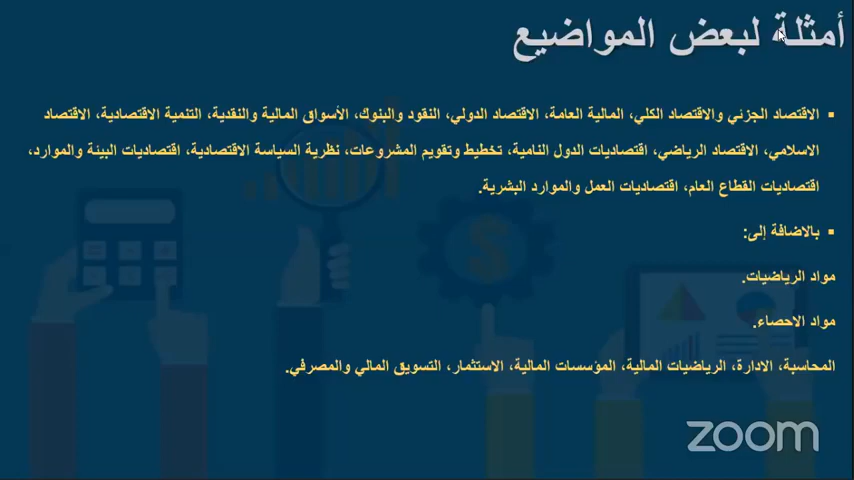 أمثلة لبعض المواضيع
▪ الاقتصاد الجزئي والاقتصاد الكلي، المالية العامة، الاقتصاد الدولي، النقود والبنوك، الأسواق المالية والنقدية، التنمية الاقتصادية، الاقتصاد
الاسلامي، الاقتصاد الرياضي، اقتصاديات الدول النامية، تخطيط وتقويم المشروعات، نظرية السياسة الاقتصادية، اقتصاديات البيئة والموارد،
اقتصاديات القطاع العام، اقتصاديات العمل والموارد البشرية.
▪ بالاضافة إلى:
مواد الرياضيات.
مواد الاحصاء.
المحاسبة، الادارة، الرياضيات المالية، المؤسسات المالية، الاستثمار، التسويق المالي والمصرفي.
zoom